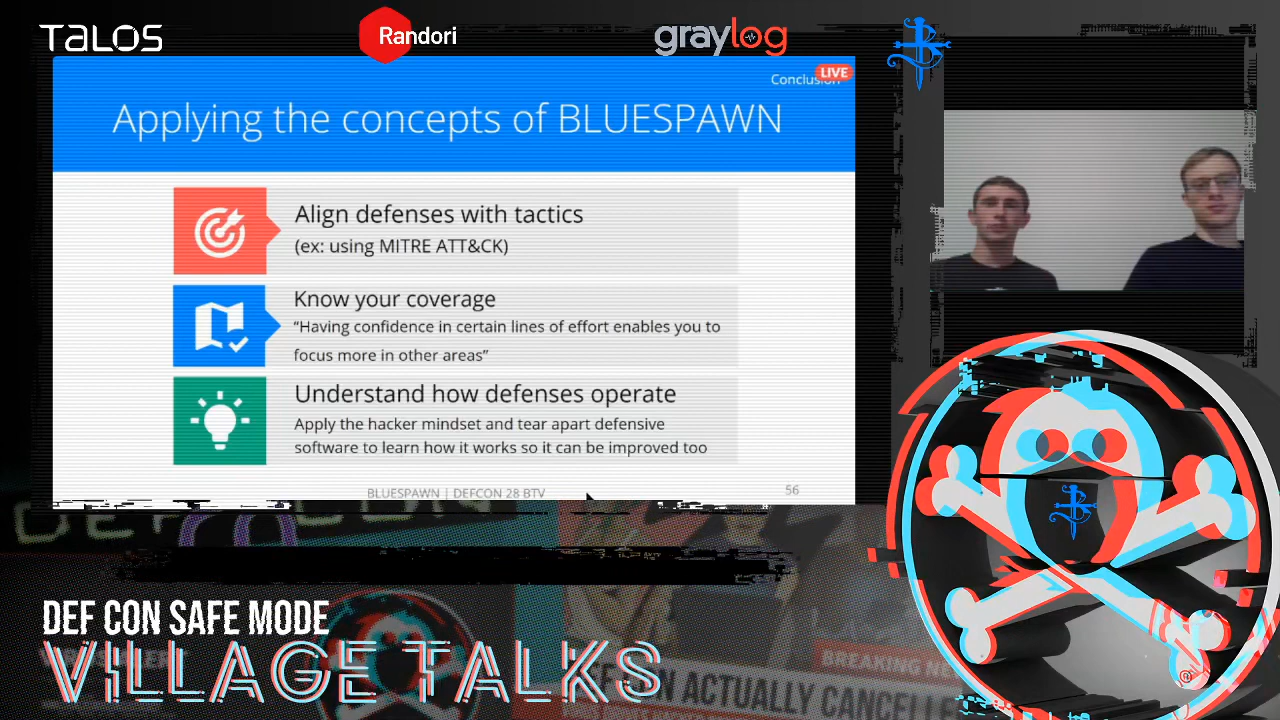 TALOS
Randori
graylog
Conclusion
LIVE
Applying the concepts of BLUESPAWN
Align defenses with tactics
(ex: using MITRE ATT&CK)
Know your coverage
“Having confidence in certain lines of effort enables you to
focus more in other areas”
Understand how defenses operate
Apply the hacker mindset and tear apart defensive
software to learn how it works so it can be improved too
BLUESPAWN | DEFCON 28 BTV
56
DEF CON SAFE MODE
VILLAGE TALKS
BREAKING NE
CON ACTUALLY CANCELLE